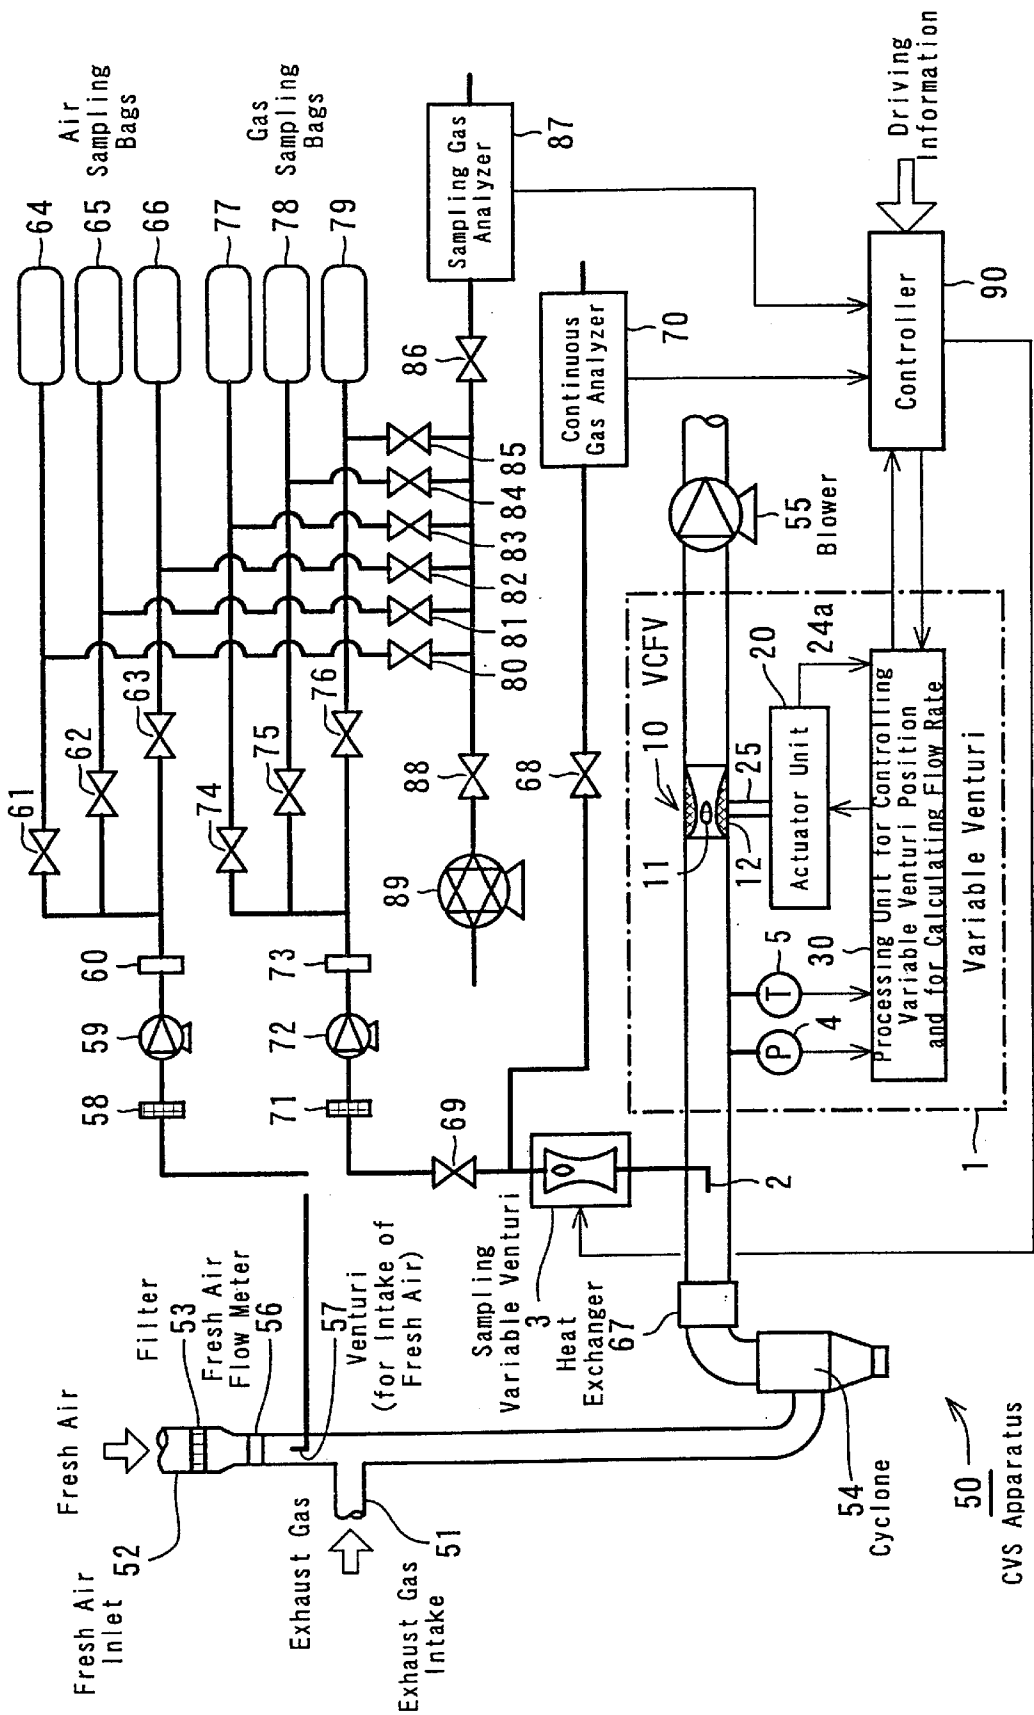 Fresh Air
Inlet
52
Fresh Air
Filter
53
Fresh Air
Flow Meter
56
57
Venturi
(for Intake of
Fresh Air)
Exhaust Gas
Exhaust Gas
Intake
51
54
Cyclone
50
CVS Apparatus
58
59
60
61
62
63
64
65
66
Air
Sampling
Bags
71
72
73
74
75
76
77
78
79
Gas
Sampling
Bags
80
81
82
83
84
85
86
Sampling Gas
Analyzer
87
88
89
69
68
Continuous
Gas Analyzer
70
Sampling
Variable Venturi
3
Heat
Exchanger
67
2
1
10
VCFV
11
12
25
Actuator Unit
20
24a
P
4
T
5
30
Processing Unit for Controlling
Variable Venturi Position
and for Calculating Flow Rate
Variable Venturi
55
Blower
Controller
90
Driving
Information